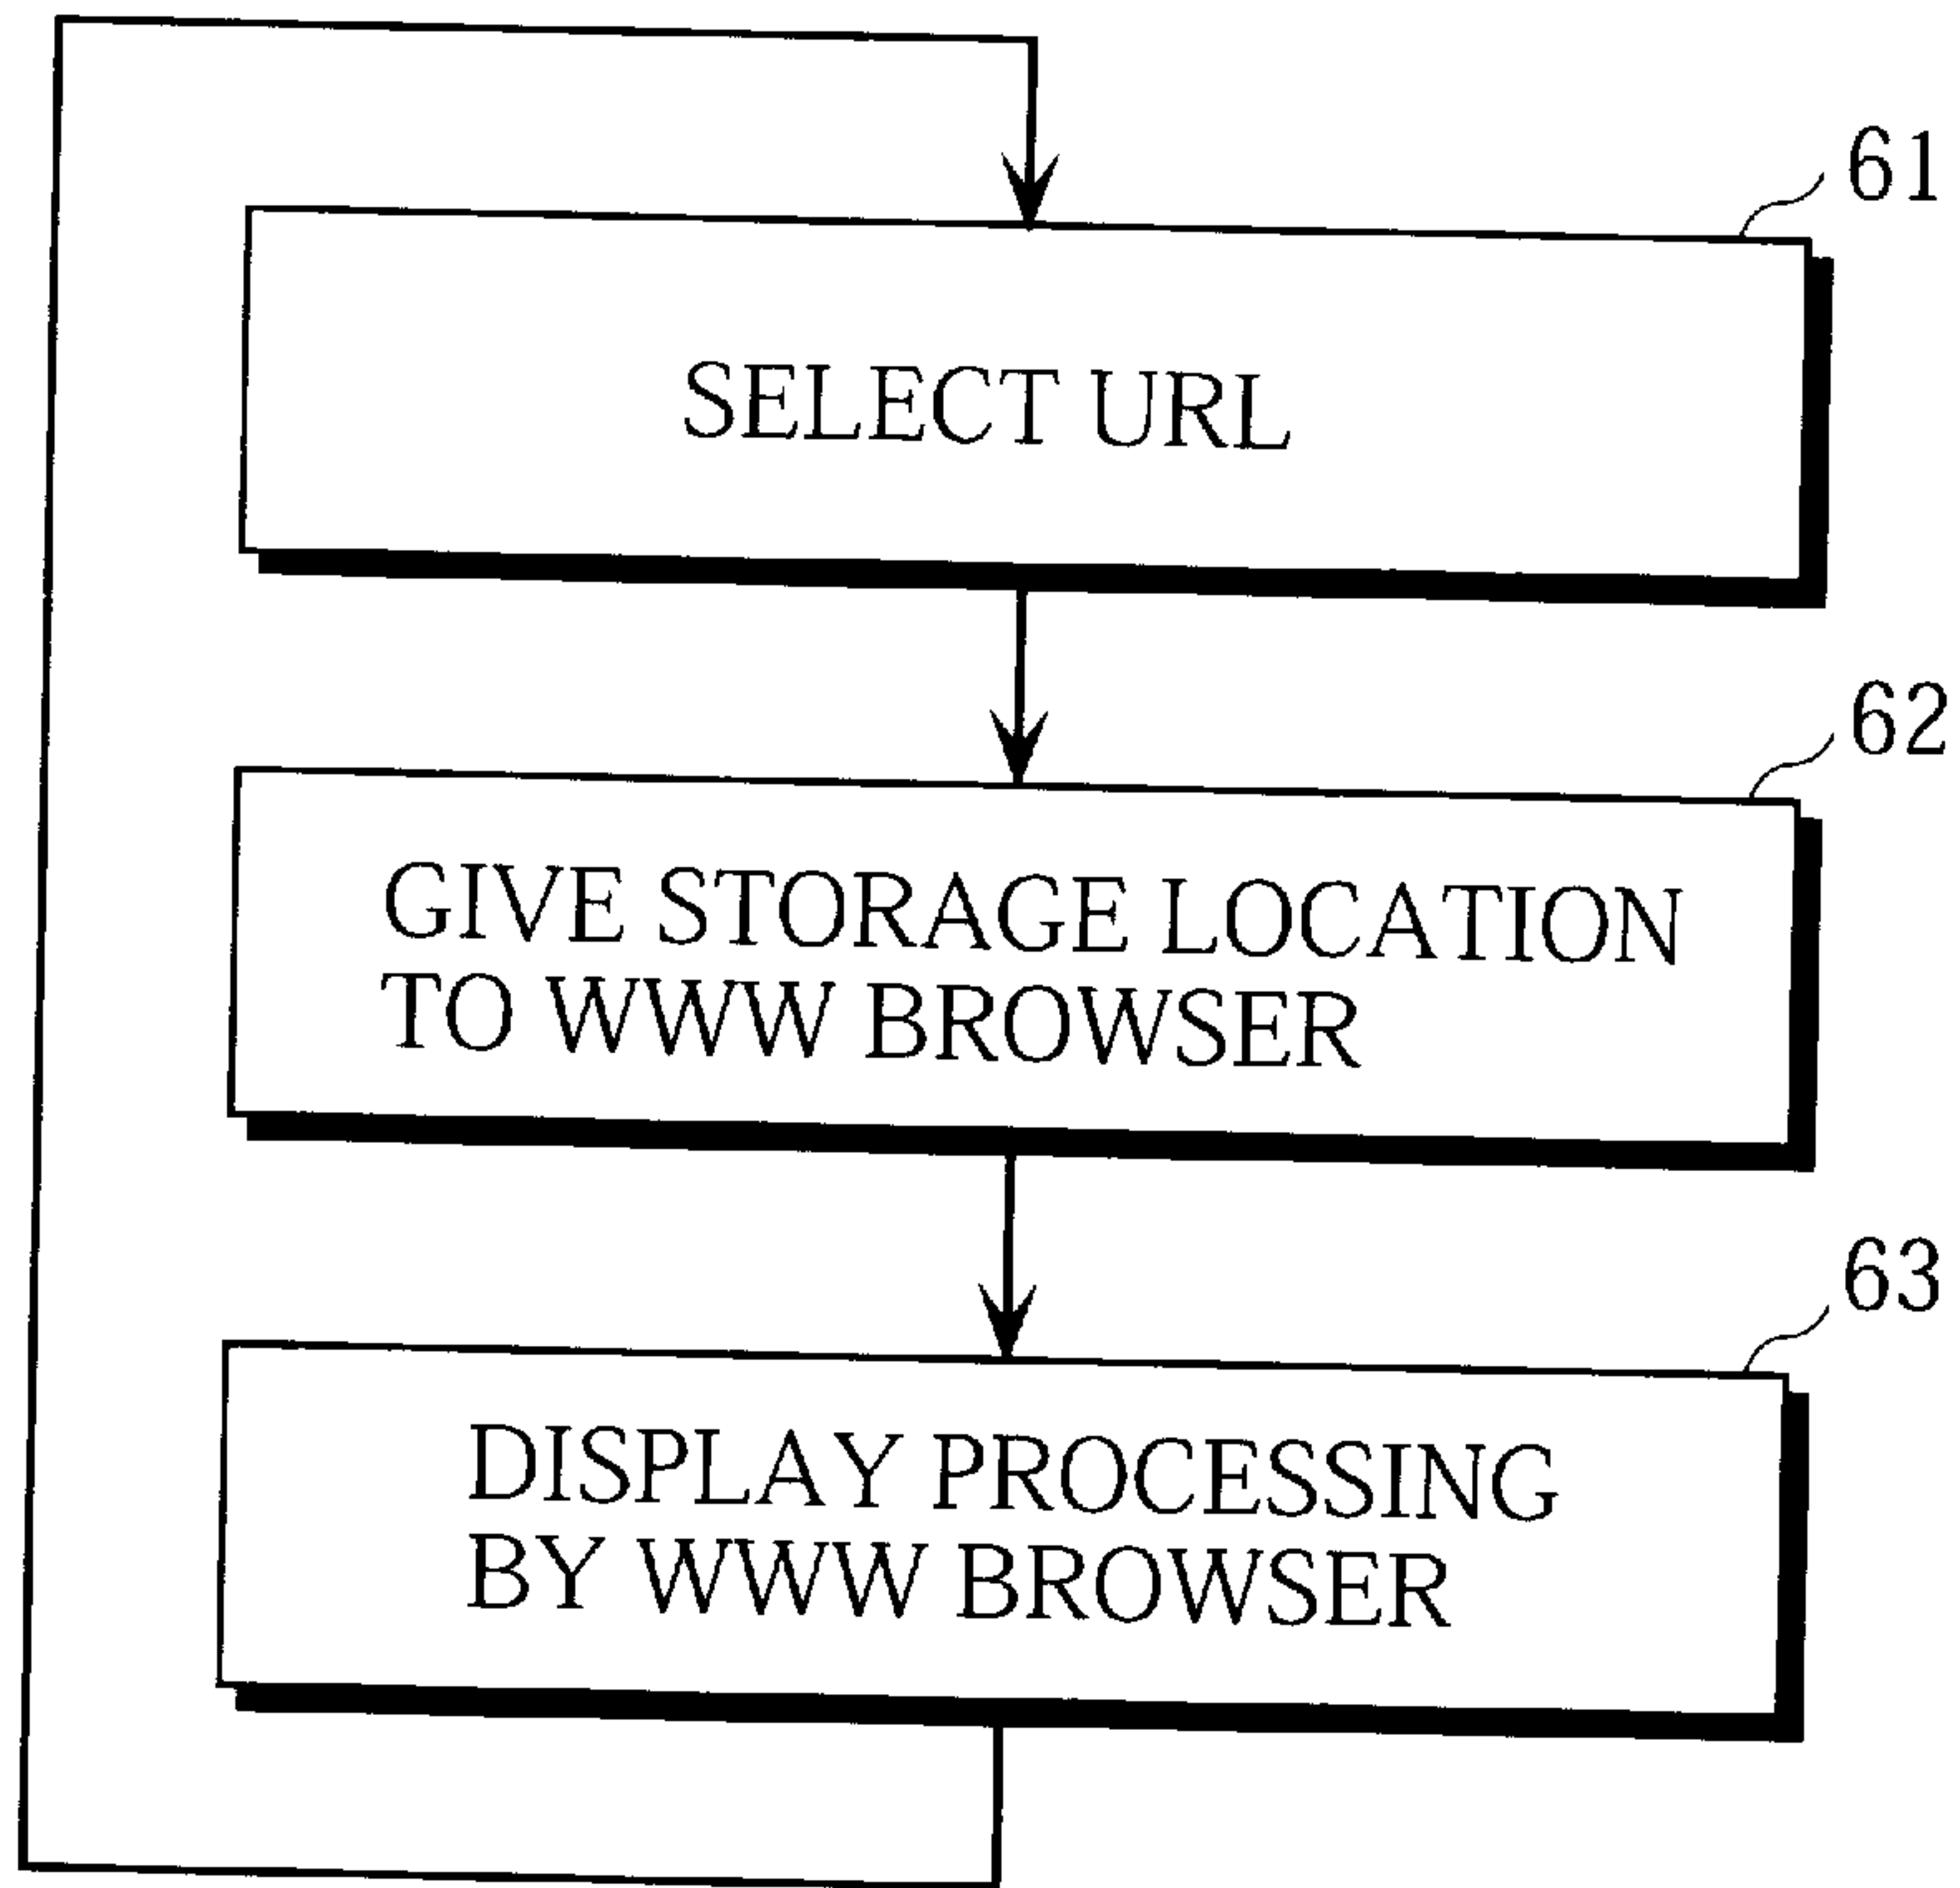 61
SELECT URL
62
GIVE STORAGE LOCATION
TO WWW BROWSER
63
DISPLAY PROCESSING
BY WWW BROWSER